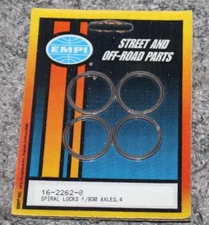 EMPI
STREET AND
OFF-ROAD PARTS
16-2262-0
SPIRAL LOCKS F/930 AXLES,4